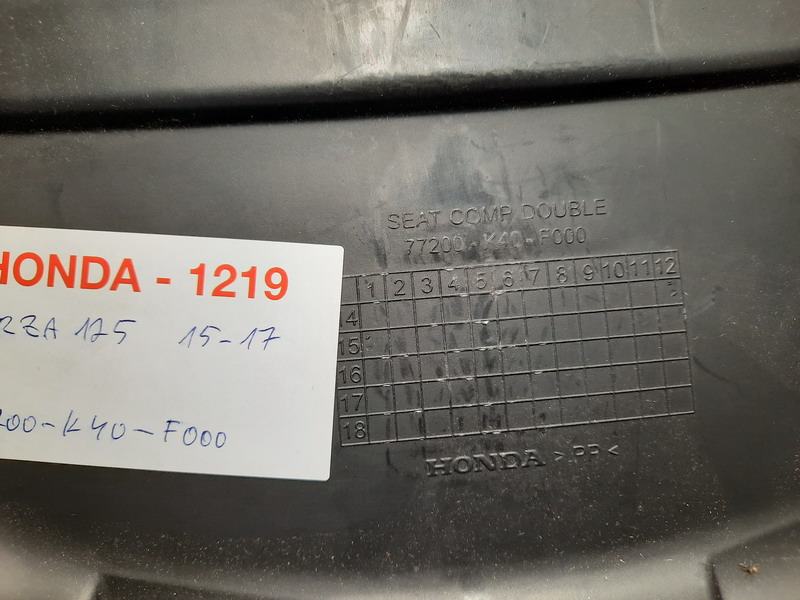 SEAT COMP DOUBLE
77200-K40-F000
1 2 3 4 5 6 7 8 9 10 11 12
14
15
16
17
18
HONDA >PP<
HONDA - 1219
RZA 125 15-17
200-K40-F000